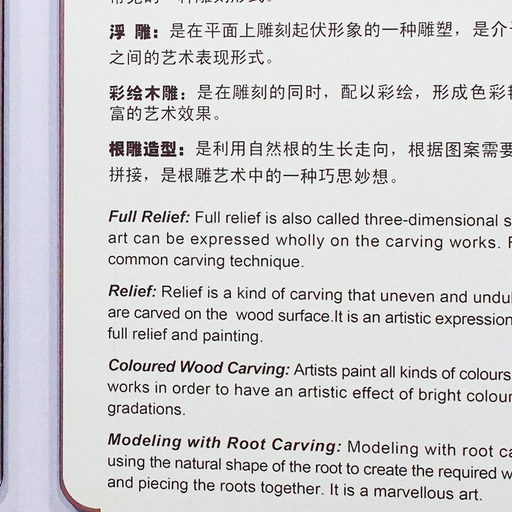 浮 雕：是在平面上雕刻起伏形象的一种雕塑，是介
之间的艺术表现形式。
彩绘木雕：是在雕刻的同时，配以彩绘，形成色彩
富的艺术效果。
根雕造型：是利用自然根的生长走向，根据图案需要
拼接，是根雕艺术中的一种巧思妙想。
Full Relief: Full relief is also called three-dimensional s
art can be expressed wholly on the carving works. F
common carving technique.
Relief: Relief is a kind of carving that uneven and undu
are carved on the wood surface.It is an artistic expression
full relief and painting.
Coloured Wood Carving: Artists paint all kinds of colours
works in order to have an artistic effect of bright colour
gradations.
Modeling with Root Carving: Modeling with root ca
using the natural shape of the root to create the required w
and piecing the roots together. It is a marvellous art.